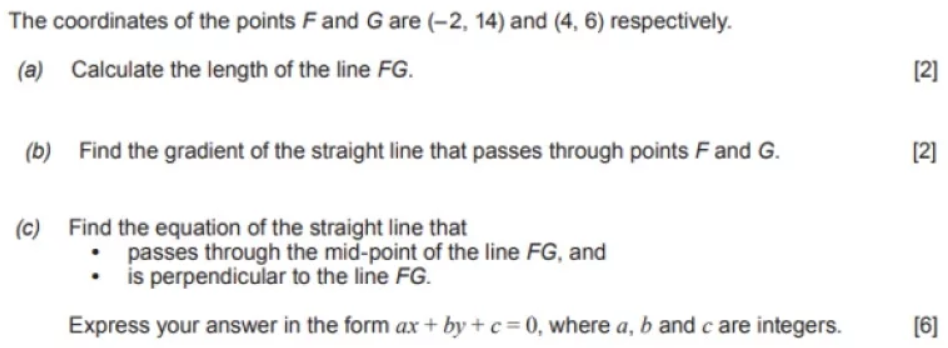 The coordinates of the points F and G are (–2, 14) and (4, 6) respectively.
(a) Calculate the length of the line FG. [2]
(b) Find the gradient of the straight line that passes through points F and G. [2]
(c) Find the equation of the straight line that
• passes through the mid-point of the line FG, and
• is perpendicular to the line FG.
Express your answer in the form ax + by + c = 0, where a, b and c are integers. [6]